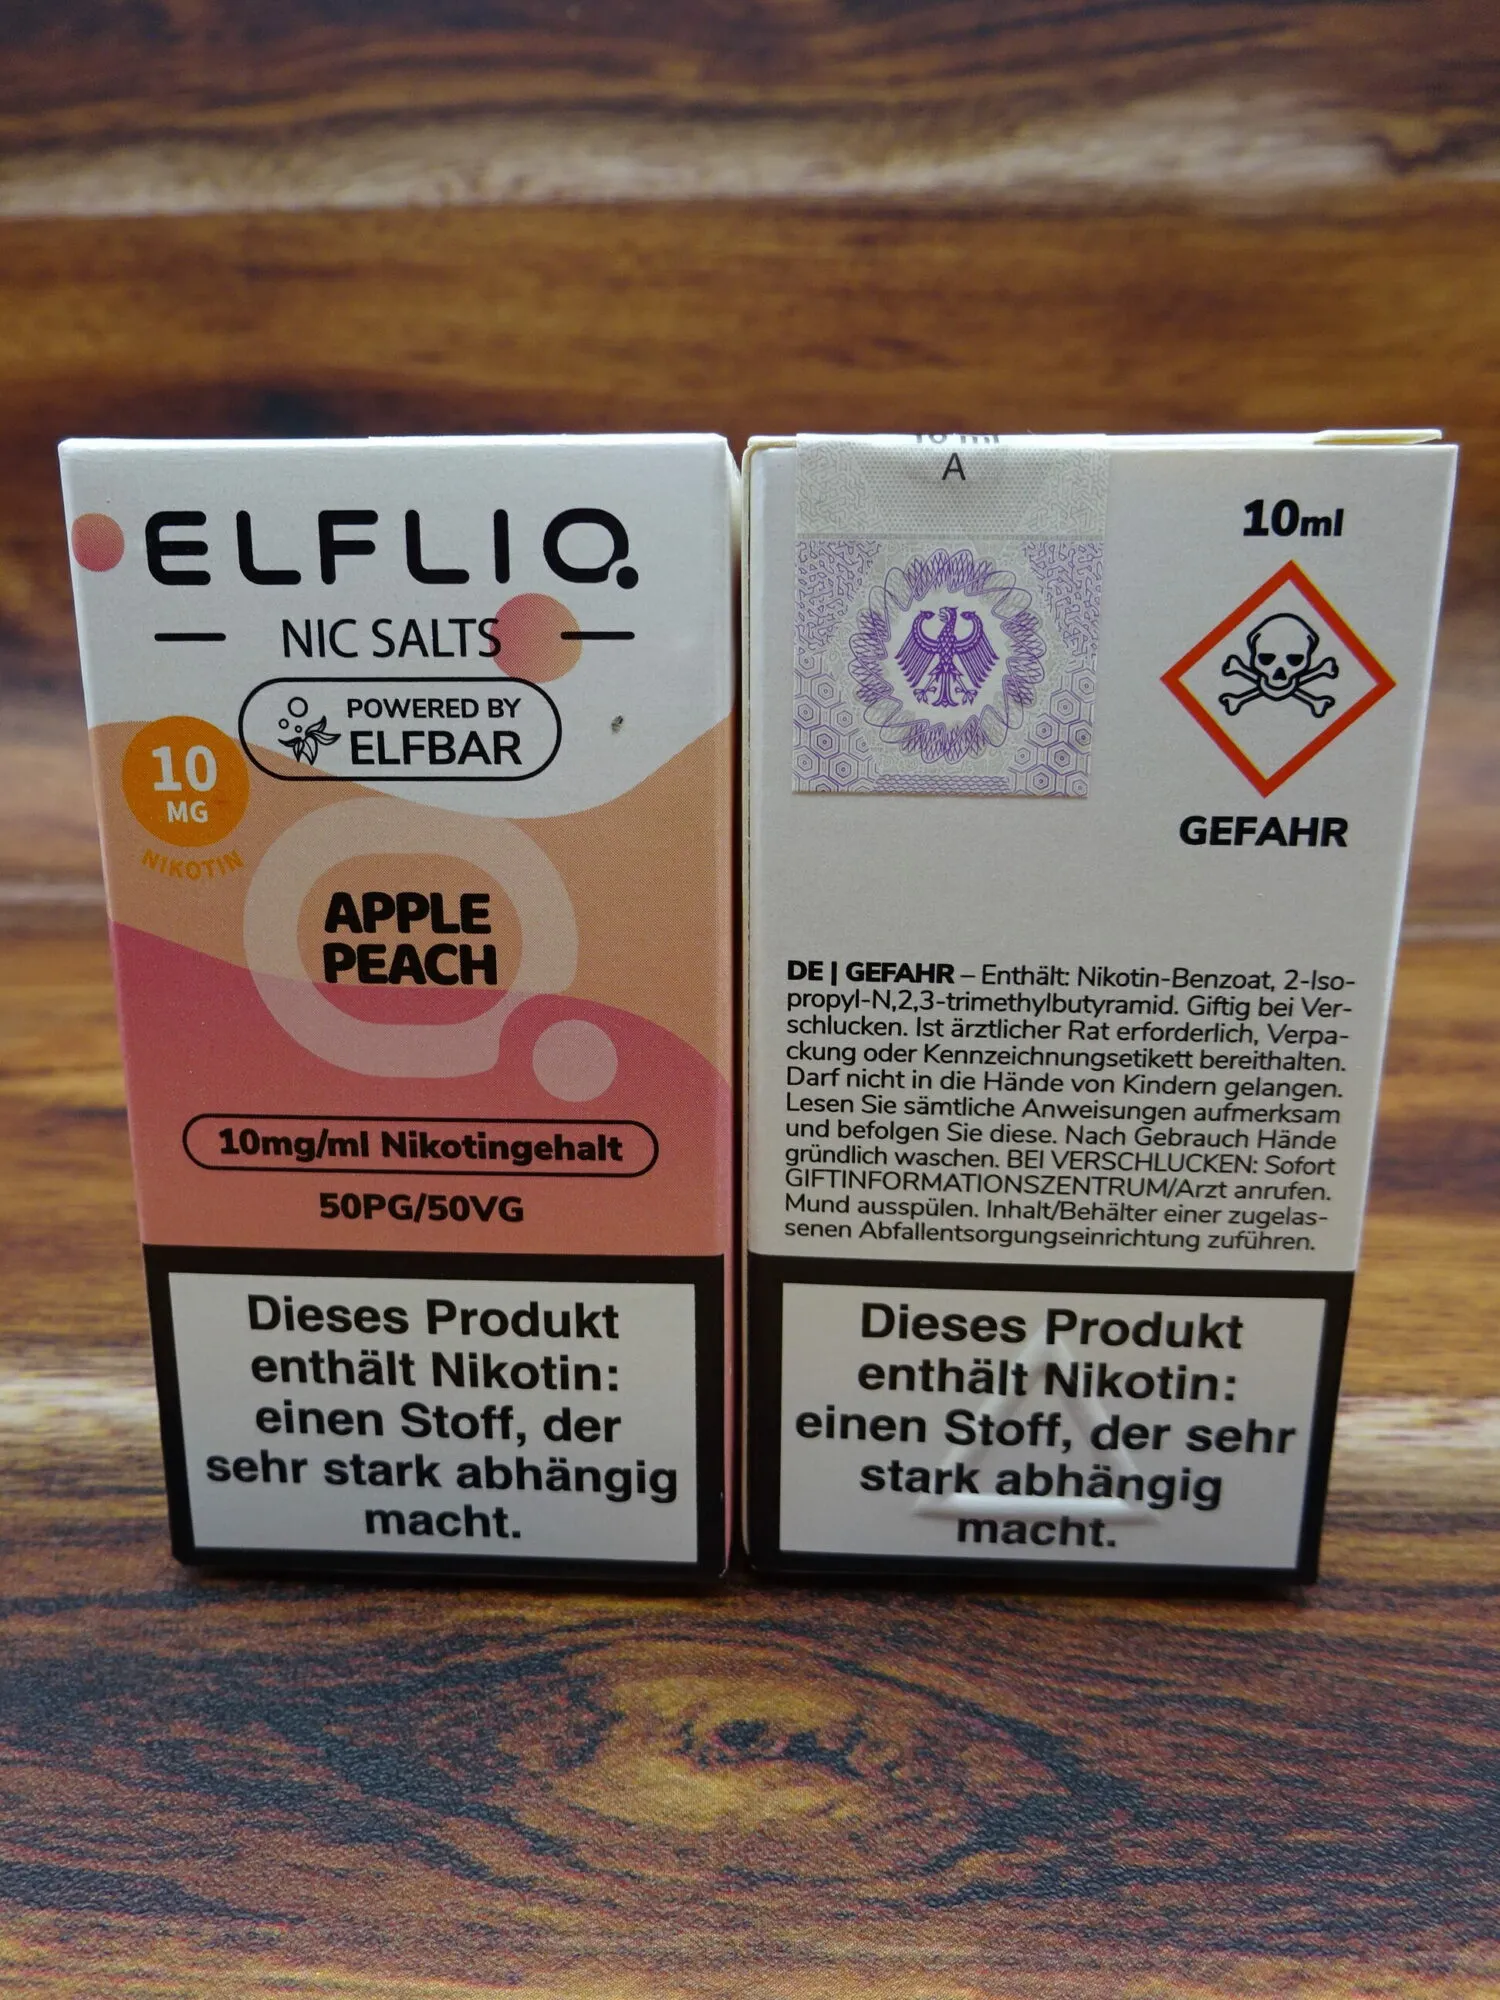 ELFLIQ
NIC SALTS
POWERED BY
ELFBAR
10
MG
NIKOTIN
APPLE
PEACH
10mg/ml Nikotingehalt
50PG/50VG
Dieses Produkt
enthält Nikotin:
einen Stoff, der
sehr stark abhängig
macht.
A
10ml
GEFAHR
DE | GEFAHR – Enthält: Nikotin-Benzoat, 2-Iso-
propyl-N,2,3-trimethylbutyramid. Giftig bei Ver-
schlucken. Ist ärztlicher Rat erforderlich, Verpa-
ckung oder Kennzeichnungsetikett bereithalten.
Darf nicht in die Hände von Kindern gelangen.
Lesen Sie sämtliche Anweisungen aufmerksam
und befolgen Sie diese. Nach Gebrauch Hände
gründlich waschen. BEI VERSCHLUCKEN: Sofort
GIFTINFORMATIONSZENTRUM/Arzt anrufen.
Mund ausspülen. Inhalt/Behälter einer zugelas-
senen Abfallentsorgungseinrichtung zuführen.
Dieses Produkt
enthält Nikotin:
einen Stoff, der sehr
stark abhängig
macht.